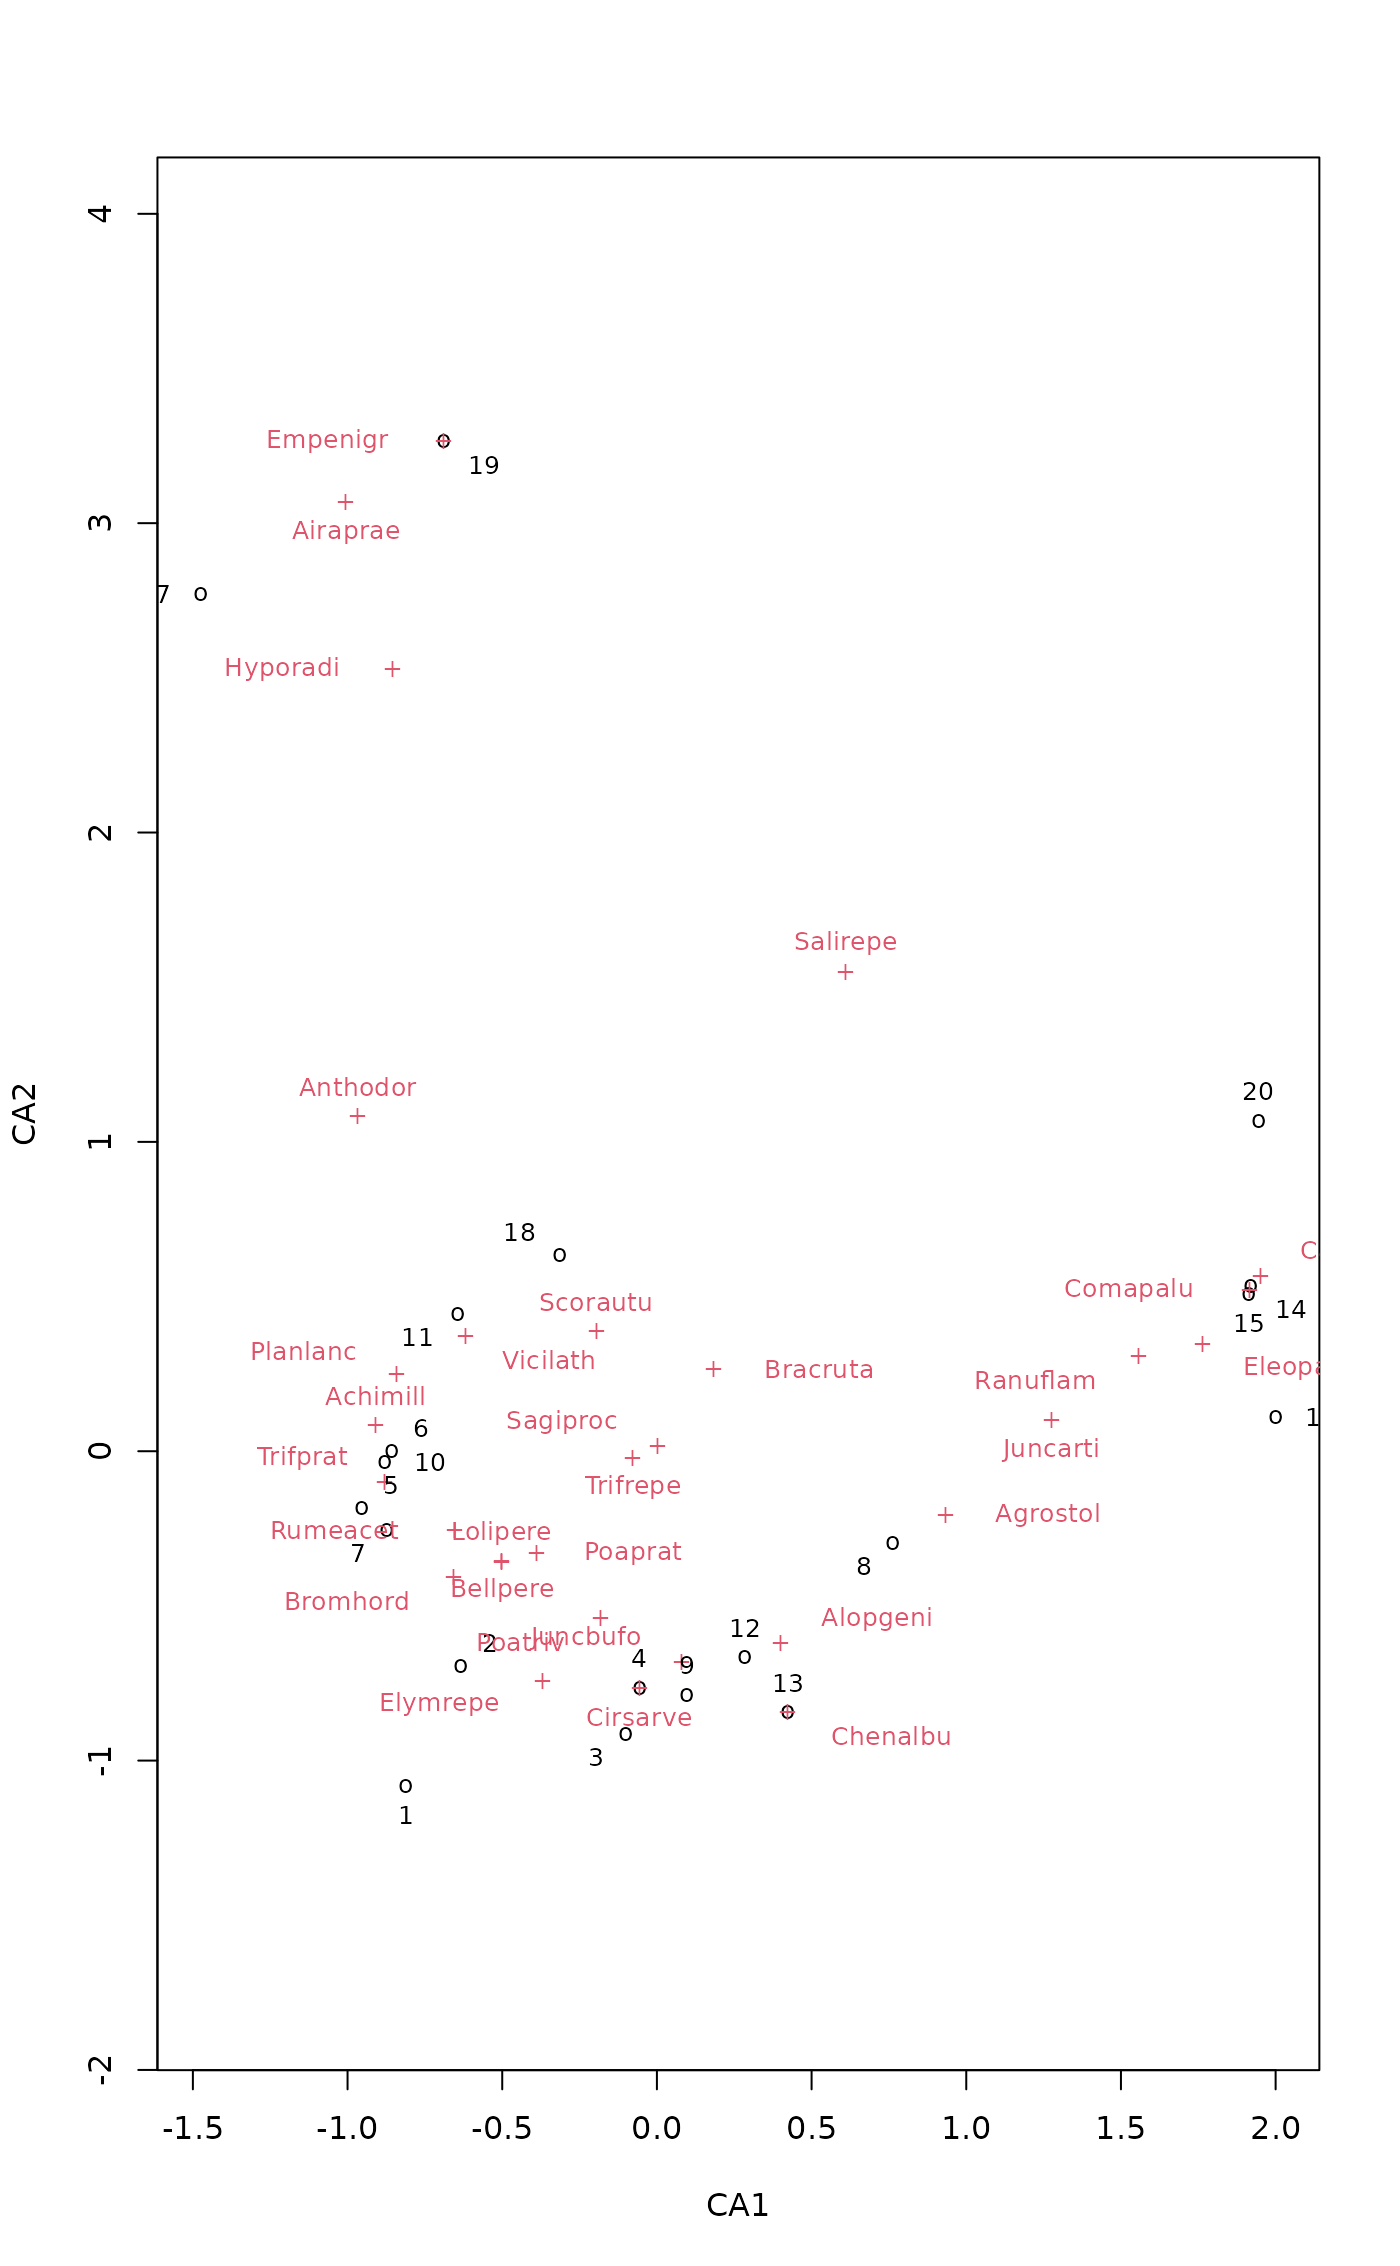 4
Empenigr
19
3
Airaprae
7
Hyporadi
2
Salirepe
Anthodor
20
CA2
1
18
C
Comapalu
Scorautu
14
15
11
Planlanc
Vicilath
Bracruta
Eleopa
Ranuflam
Achimill
6
Sagiproc
1
0
Trifprat
10
Juncarti
5
Trifrepe
Agrostol
Rumeacet
Lolipere
7
Poaprat
8
Bellpere
Bromhord
Alopgeni
2
Poatriv
Juncbufo
12
4
9
13
Elymrepe
Cirsarve
Chenalbu
3
-1
1
-2
-1.5 -1.0 -0.5 0.0 0.5 1.0 1.5 2.0
CA1